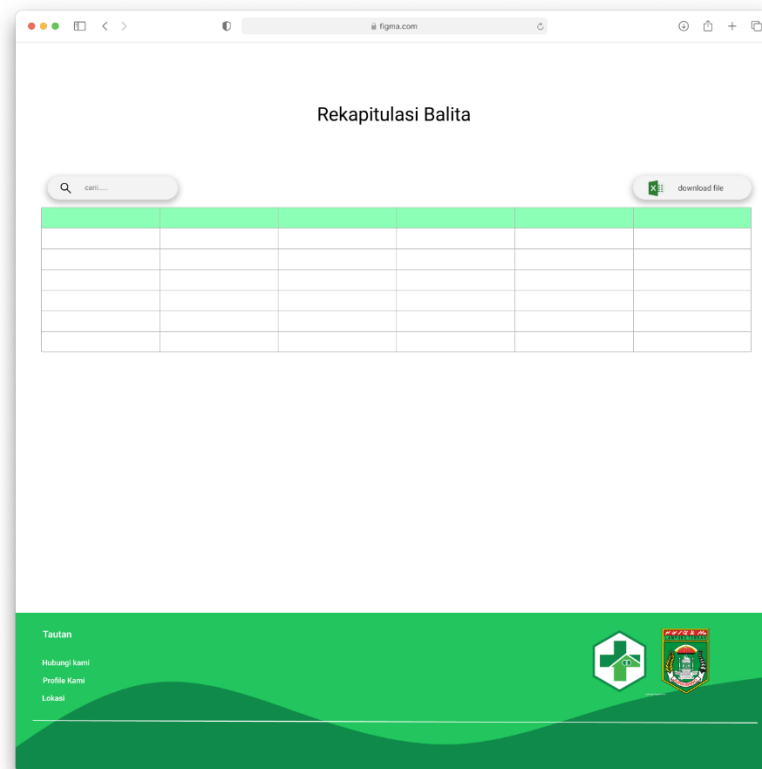 figma.com
Rekapitulasi Balita
cari.....
download file
Tautan
Hubungi kami
Profile Kami
Lokasi